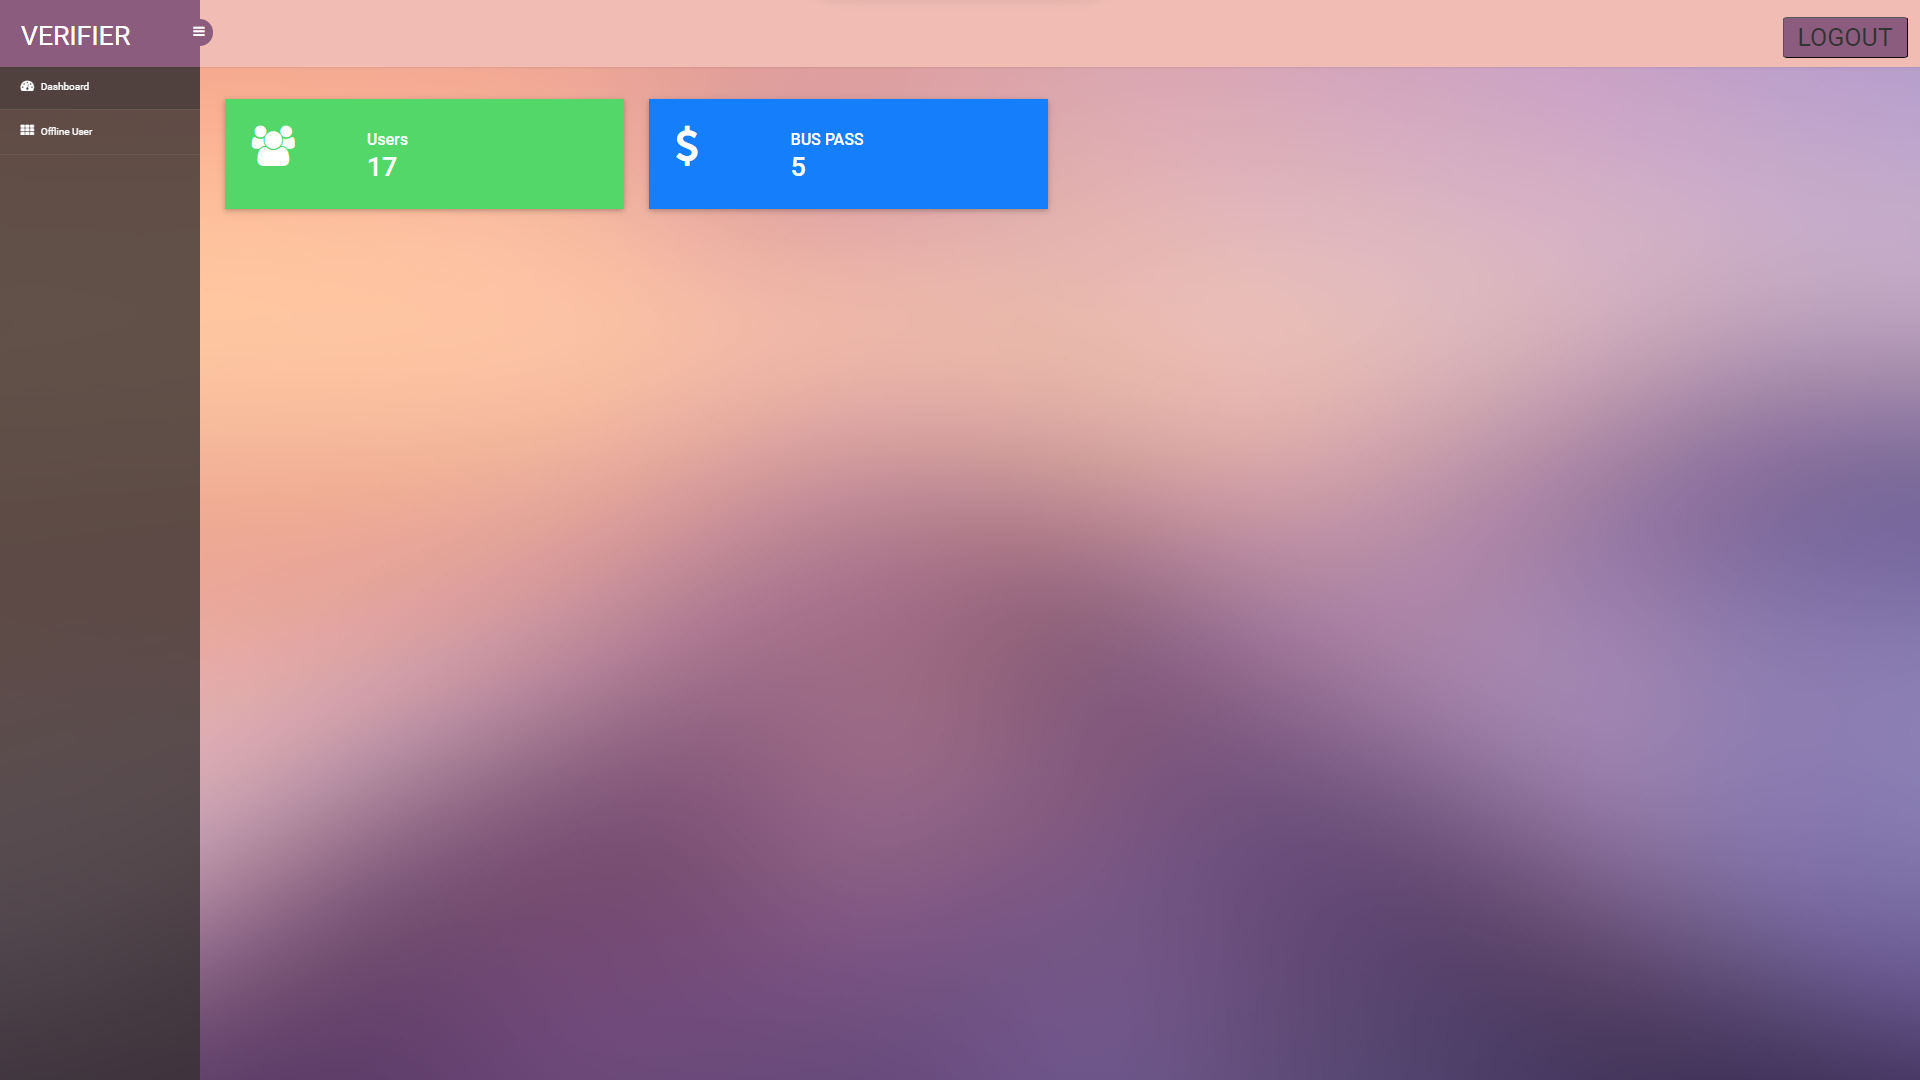 VERIFIER
LOGOUT
Dashboard
Offline User
Users
17
BUS PASS
5